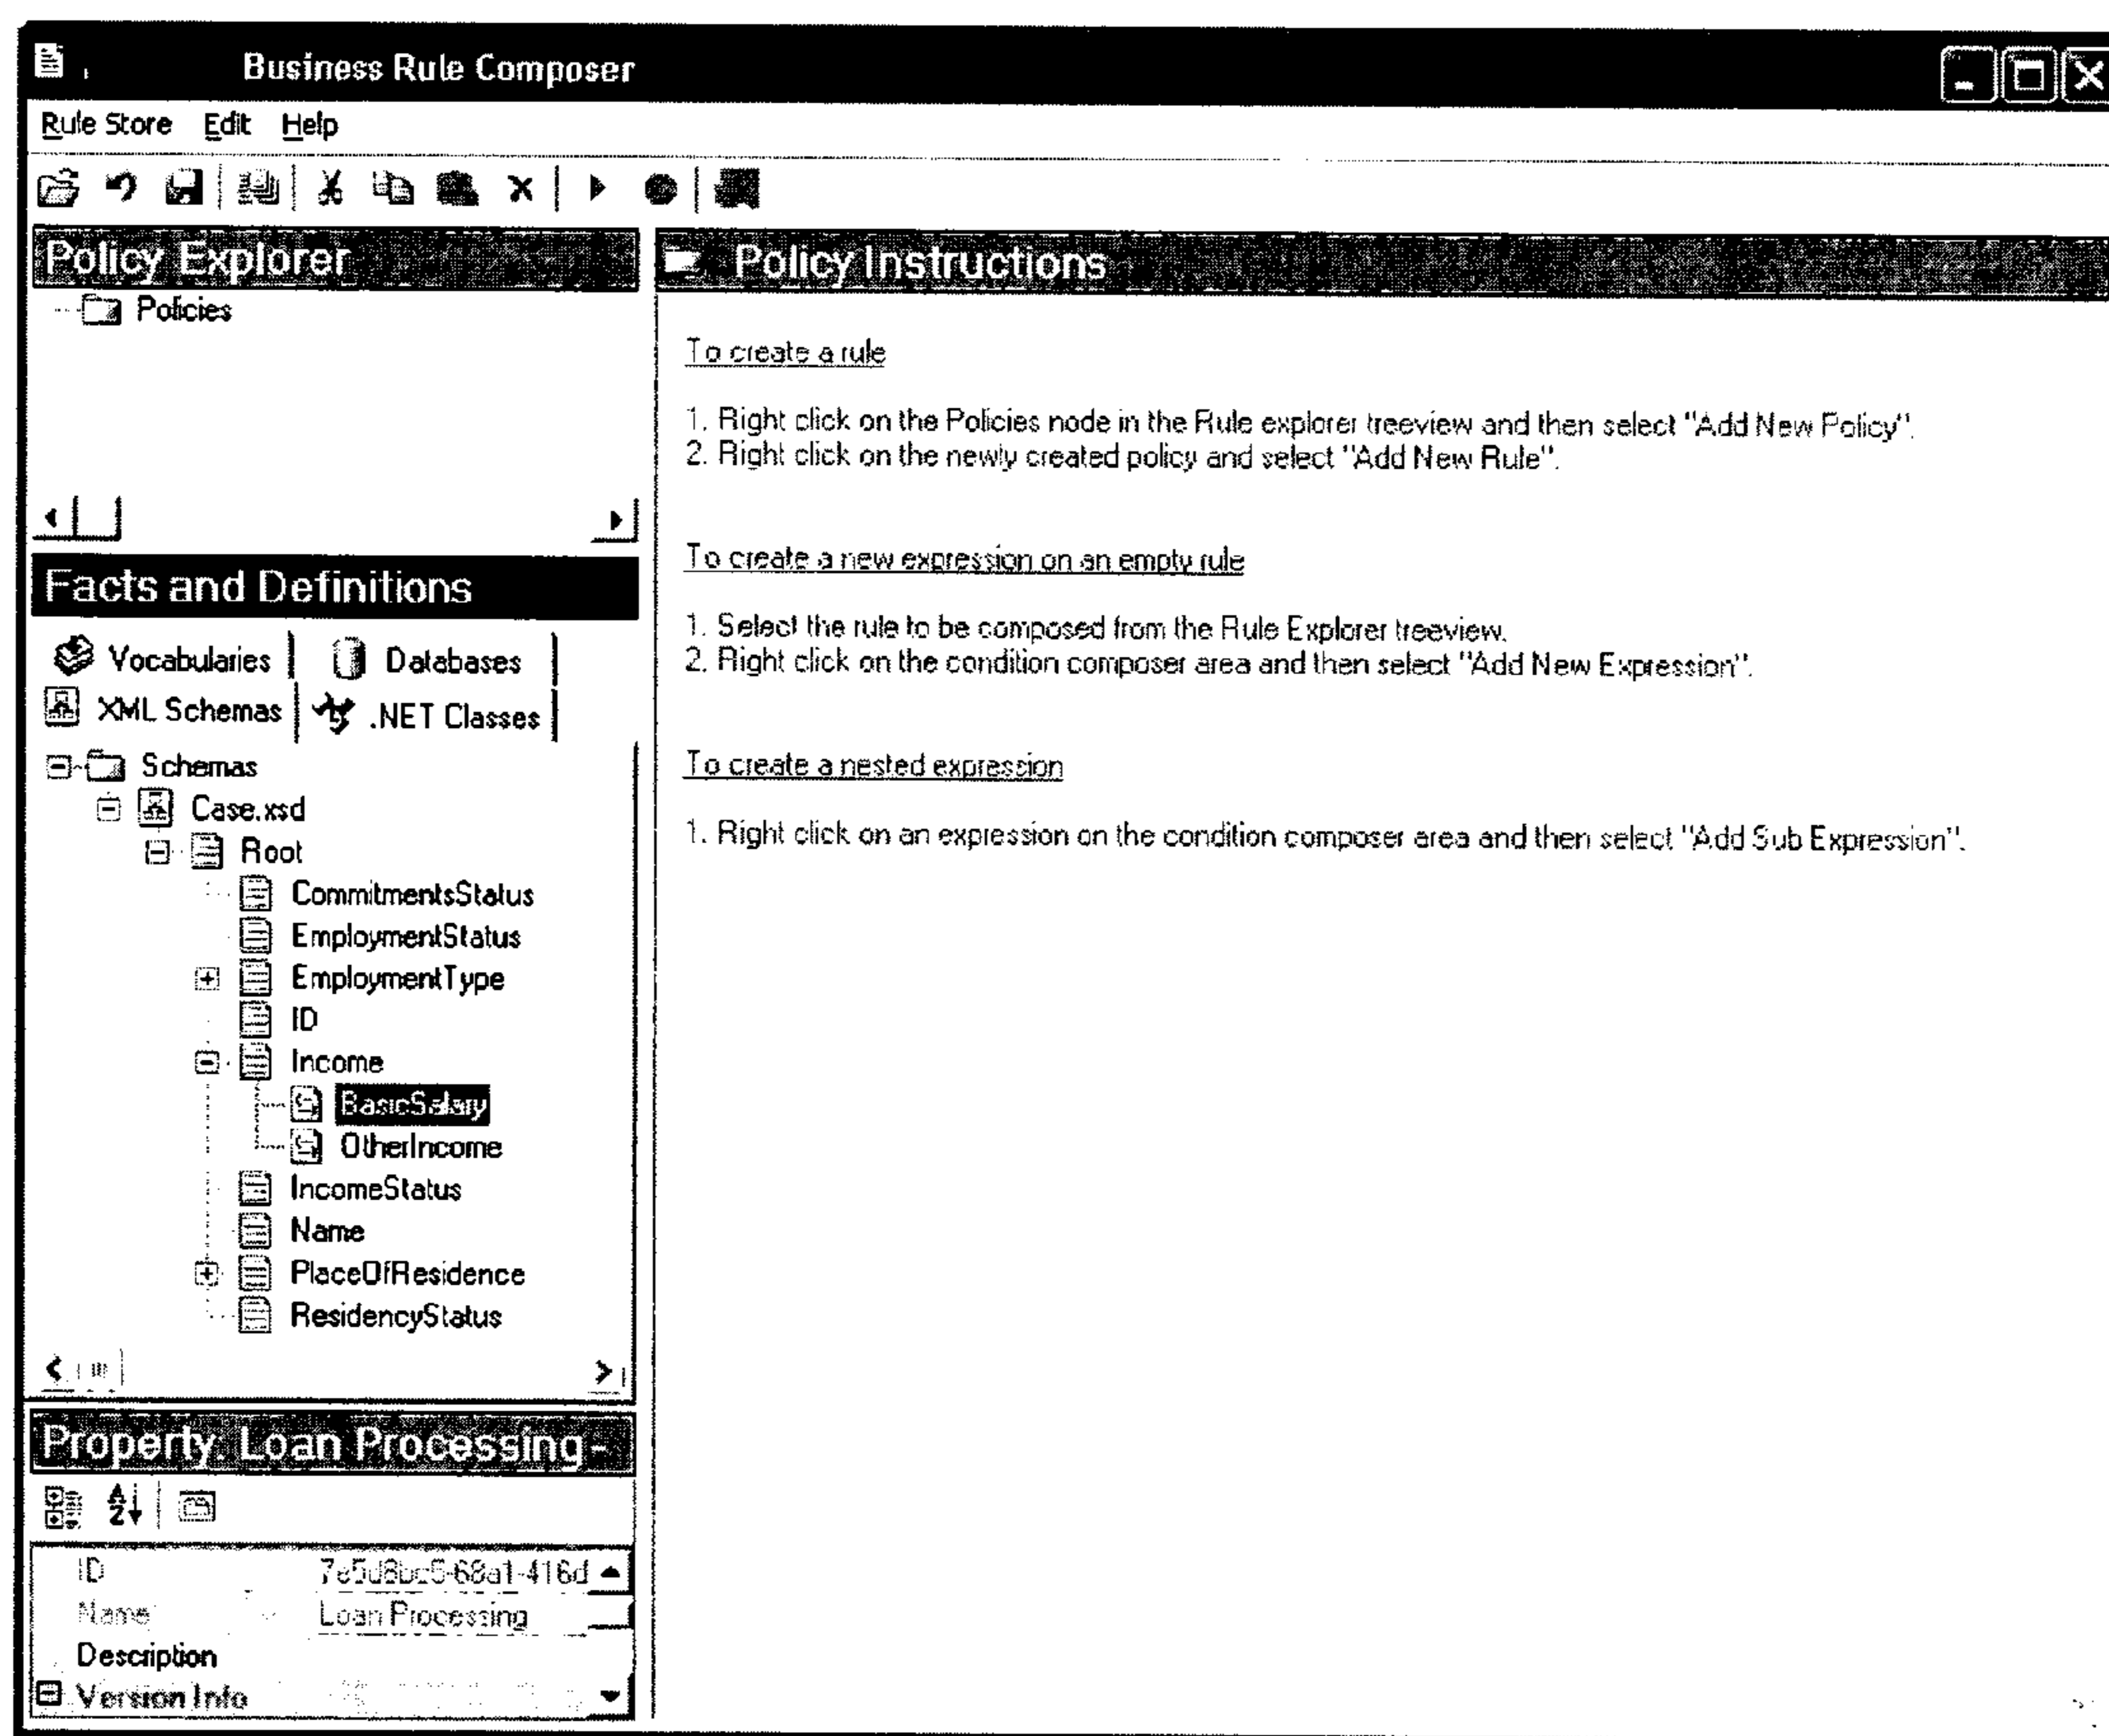 Business Rule Composer
Rule Store Edit Help
Policy Explorer
Policies
Facts and Definitions
Vocabularies Databases
XML Schemas .NET Classes
Schemas
Case.xsd
Root
CommitmentsStatus
EmploymentStatus
EmploymentType
ID
Income
BasicSalary
OtherIncome
IncomeStatus
Name
PlaceOfResidence
ResidencyStatus
Property: Loan Processing -
ID
Name Loan Processing
Description
Version Info
Policy Instructions
To create a rule
1. Right click on the Policies node in the Rule explorer treeview and then select "Add New Policy".
2. Right click on the newly created policy and select "Add New Rule".
To create a new expression on an empty rule
1. Select the rule to be composed from the Rule Explorer treeview.
2. Right click on the condition composer area and then select "Add New Expression".
To create a nested expression
1. Right click on an expression on the condition composer area and then select "Add Sub Expression".